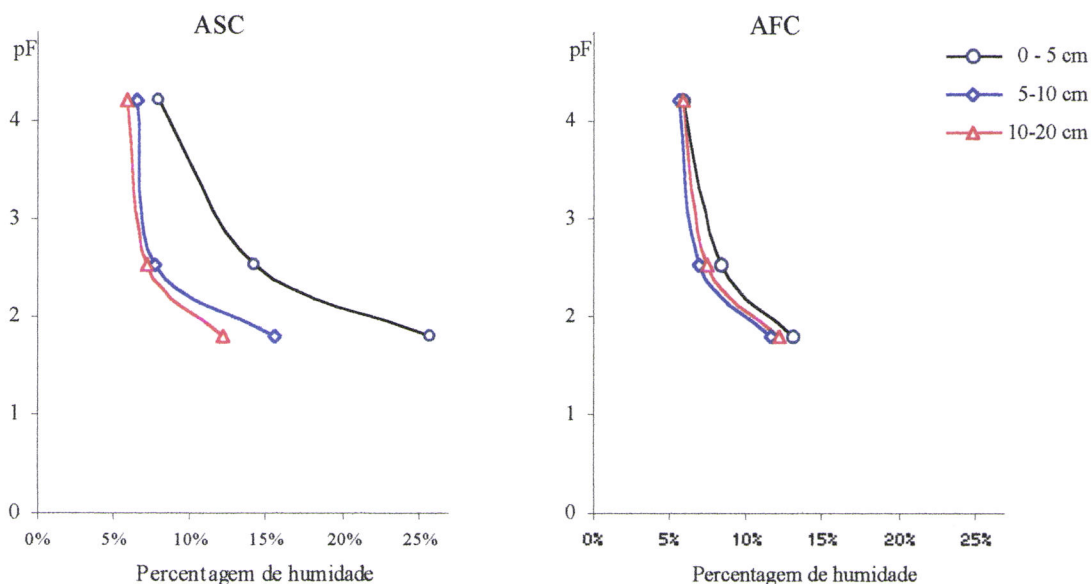 ASC
pF
4
3
2
1
0
0%
5%
10%
15%
20%
25%
Percentagem de humidade
AFC
pF
4
3
2
1
0
0%
5%
10%
15%
20%
25%
Percentagem de humidade
0 - 5 cm
5-10 cm
10-20 cm